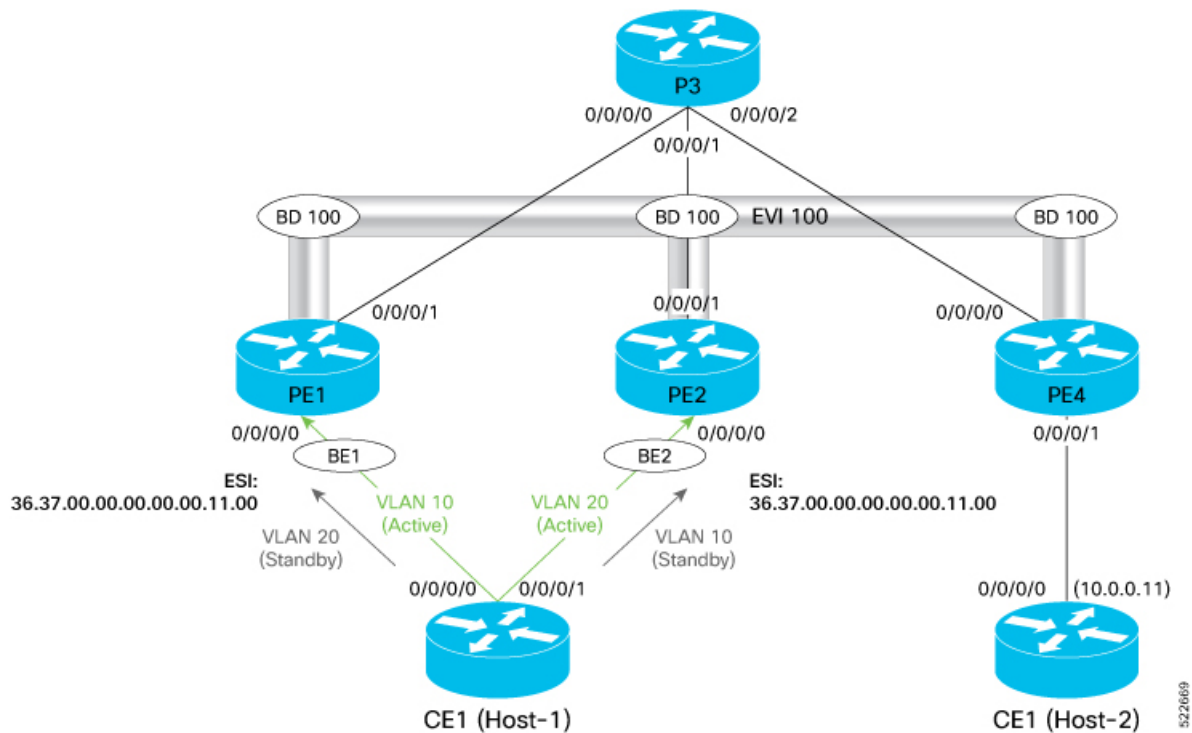 P3
0/0/0/0
0/0/0/2
0/0/0/1
BD 100
BD 100
EVI 100
BD 100
0/0/0/1
0/0/0/1
0/0/0/0
PE1
PE2
PE4
0/0/0/0
0/0/0/0
0/0/0/1
BE1
BE2
ESI:
36.37.00.00.00.00.00.11.00
ESI:
36.37.00.00.00.00.00.11.00
VLAN 10
(Active)
VLAN 20
(Active)
VLAN 20
(Standby)
VLAN 10
(Standby)
0/0/0/0
0/0/0/1
0/0/0/0
(10.0.0.11)
CE1 (Host-1)
CE1 (Host-2)
522669